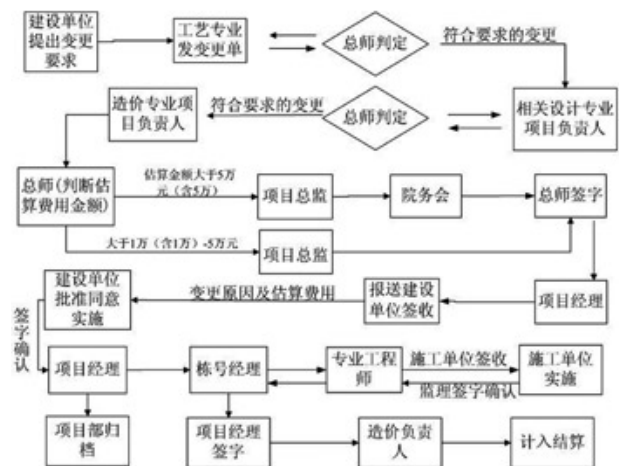 建设单位
提出变更
要求
工艺专业
发变更单
总师判定
符合要求的变更
造价专业项
目负责人
符合要求的变更
总师判定
相关设计专业
项目负责人
总师(判断估
算费用金额)
估算金额大于5万
元（含5万）
项目总监
院务会
总师签字
大于1万（含1万）-5万元
项目总监
建设单位
批准同意
实施
变更原因及估算费用
报送建设
单位签收
项目经理
签字确认
项目经理
栋号经理
专业工程
师
施工单位签收
监理签字确认
施工单位
实施
项目部归
档
项目经理
签字
造价负责
人
计入结算